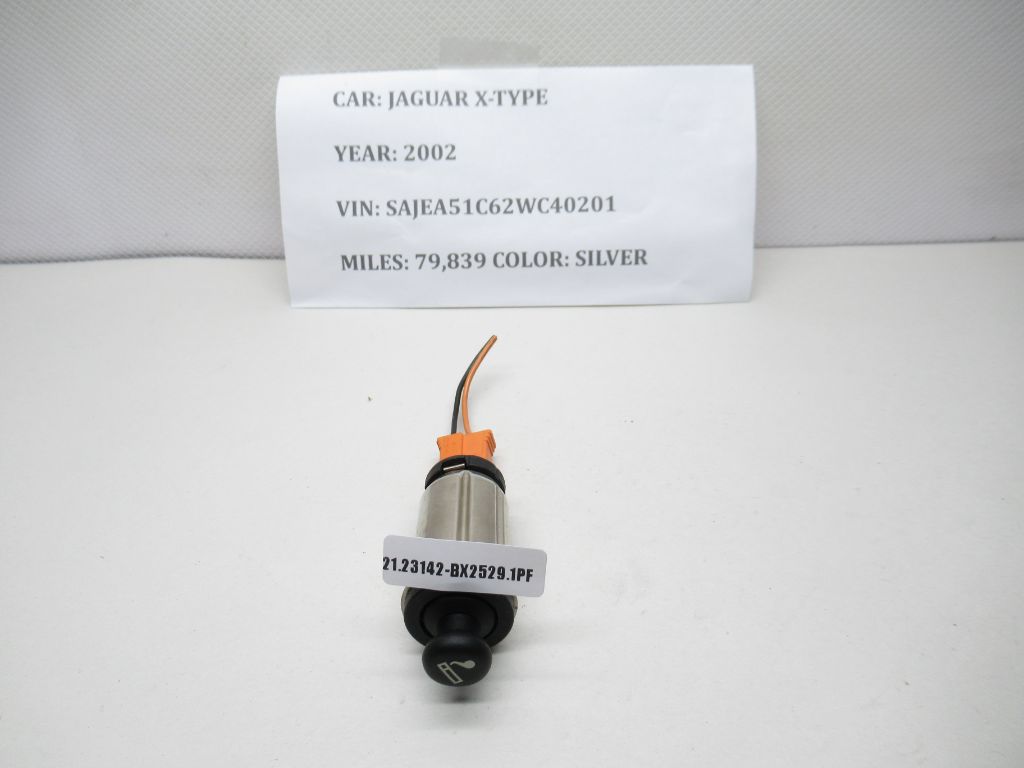 CAR: JAGUAR X-TYPE
YEAR: 2002
VIN: SAJEA51C62WC40201
MILES: 79,839 COLOR: SILVER
21.23142-BX2529.1PF